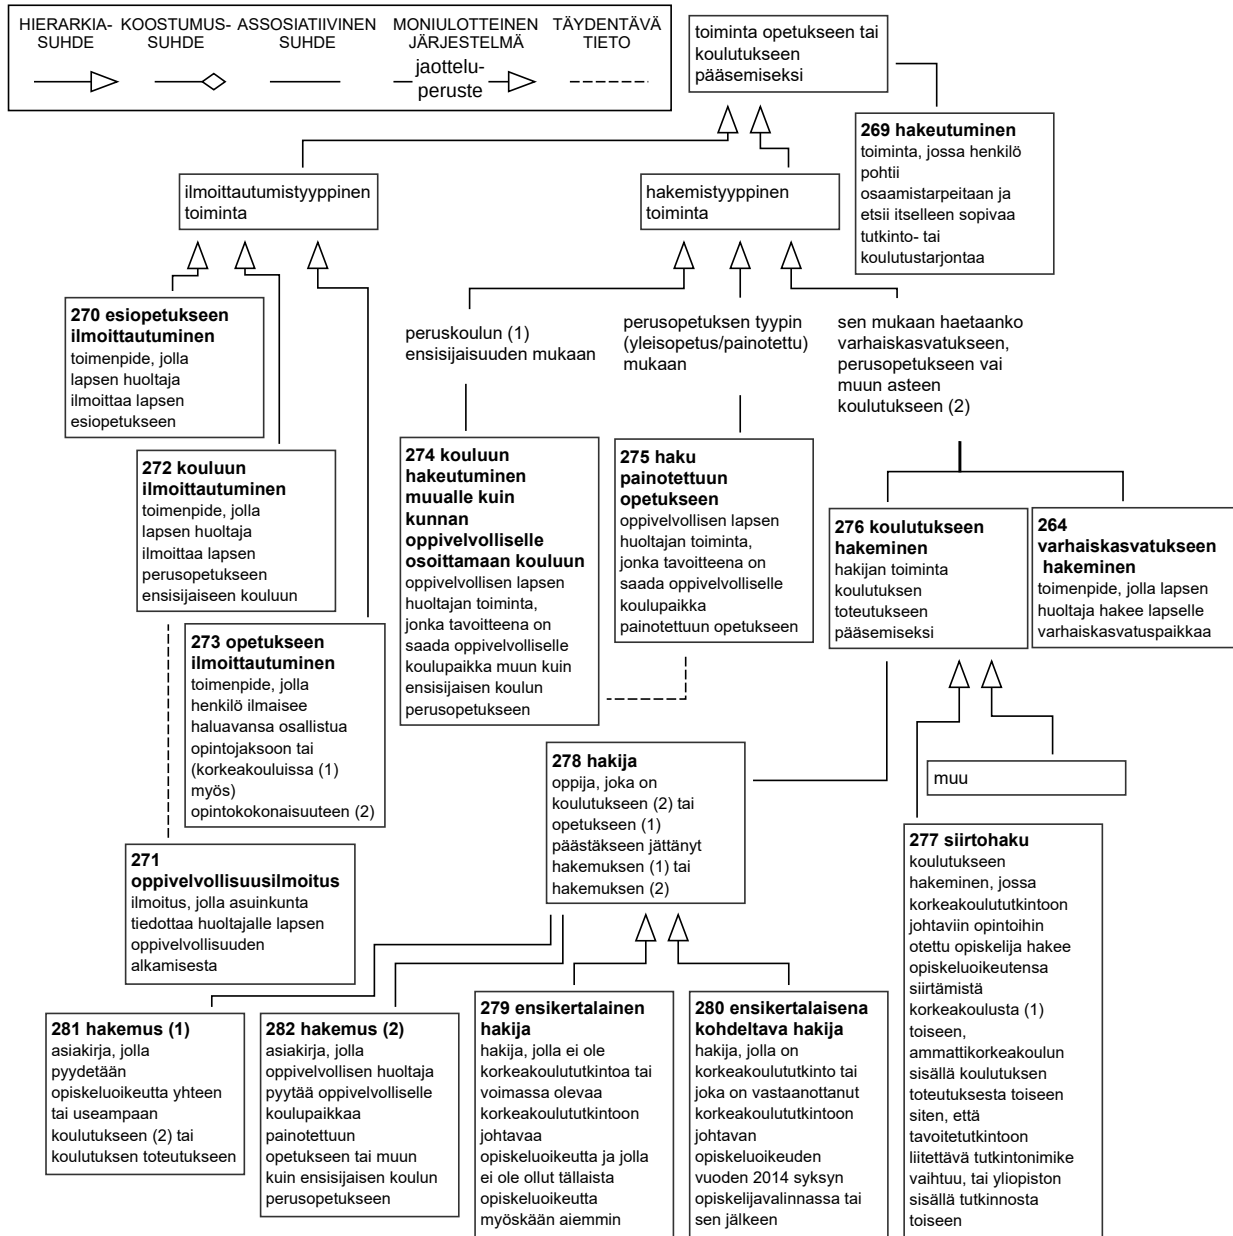 HIERARKIA-
SUHDE
KOOSTUMUS-
SUHDE
ASSOSIATIIVINEN
SUHDE
MONIULOTTEINEN
JÄRJESTELMÄ
jaottelu-
peruste
TÄYDENTÄVÄ
TIETO
toiminta opetukseen tai
koulutukseen
pääsemiseksi
269 hakeutuminen
toiminta, jossa henkilö
pohtii
osaamistarpeitaan ja
etsii itselleen sopivaa
tutkinto- tai
koulutustarjontaa
ilmoittautumistyyppinen
toiminta
hakemistyyppinen
toiminta
270 esiopetukseen
ilmoittautuminen
toimenpide, jolla
lapsen huoltaja
ilmoittaa lapsen
esiopetukseen
peruskoulun (1)
ensisijaisuuden mukaan
perusopetuksen tyypin
(yleisopetus/painotettu)
mukaan
sen mukaan haetaanko
varhaiskasvatukseen,
perusopetukseen vai
muun asteen
koulutukseen (2)
272 kouluun
ilmoittautuminen
toimenpide, jolla
lapsen huoltaja
ilmoittaa lapsen
perusopetukseen
ensisijaiseen kouluun
274 kouluun
hakeutuminen
muualle kuin
kunnan
oppivelvolliselle
osoittamaan kouluun
oppivelvollisen lapsen
huoltajan toiminta,
jonka tavoitteena on
saada oppivelvolliselle
koulupaikka muun kuin
ensisijaisen koulun
perusopetukseen
275 haku
painotettuun
opetukseen
oppivelvollisen lapsen
huoltajan toiminta,
jonka tavoitteena on
saada oppivelvolliselle
koulupaikka
painotettuun opetukseen
276 koulutukseen
hakeminen
hakijan toiminta
koulutuksen
toteutukseen
pääsemiseksi
264
varhaiskasvatukseen
hakeminen
toimenpide, jolla lapsen
huoltaja hakee lapselle
varhaiskasvatuspaikkaa
273 opetukseen
ilmoittautuminen
toimenpide, jolla
henkilö ilmaisee
haluavansa osallistua
opintojaksoon tai
(korkeakouluissa (1)
myös)
opintokokonaisuuteen (2)
278 hakija
oppija, joka on
koulutukseen (2) tai
opetukseen (1)
päästäkseen jättänyt
hakemuksen (1) tai
hakemuksen (2)
muu
271
oppivelvollisuusilmoitus
ilmoitus, jolla asuinkunta
tiedottaa huoltajalle lapsen
oppivelvollisuuden
alkamisesta
277 siirtohaku
koulutukseen
hakeminen, jossa
korkeakoulututkintoon
johtaviin opintoihin
otettu opiskelija hakee
opiskeluoikeutensa
siirtämistä
korkeakoulusta (1)
toiseen,
ammattikorkeakoulun
sisällä koulutuksen
toteutuksesta toiseen
siten, että
tavoitetutkintoon
liitettävä tutkintonimike
vaihtuu, tai yliopiston
sisällä tutkinnosta
toiseen
281 hakemus (1)
asiakirja, jolla
pyydetään
opiskeluoikeutta yhteen
tai useampaan
koulutukseen (2) tai
koulutuksen toteutukseen
282 hakemus (2)
asiakirja, jolla
oppivelvollisen huoltaja
pyytää oppivelvolliselle
koulupaikkaa
painotettuun
opetukseen tai muun
kuin ensisijaisen koulun
perusopetukseen
279 ensikertalainen
hakija
hakija, jolla ei ole
korkeakoulututkintoa tai
voimassa olevaa
korkeakoulututkintoon
johtavaa
opiskeluoikeutta ja jolla
ei ole ollut tällaista
opiskeluoikeutta
myöskään aiemmin
280 ensikertalaisena
kohdeltava hakija
hakija, jolla on
korkeakoulututkinto tai
joka on vastaanottanut
korkeakoulututkintoon
johtavan
opiskeluoikeuden
vuoden 2014 syksyn
opiskelijavalinnassa tai
sen jälkeen